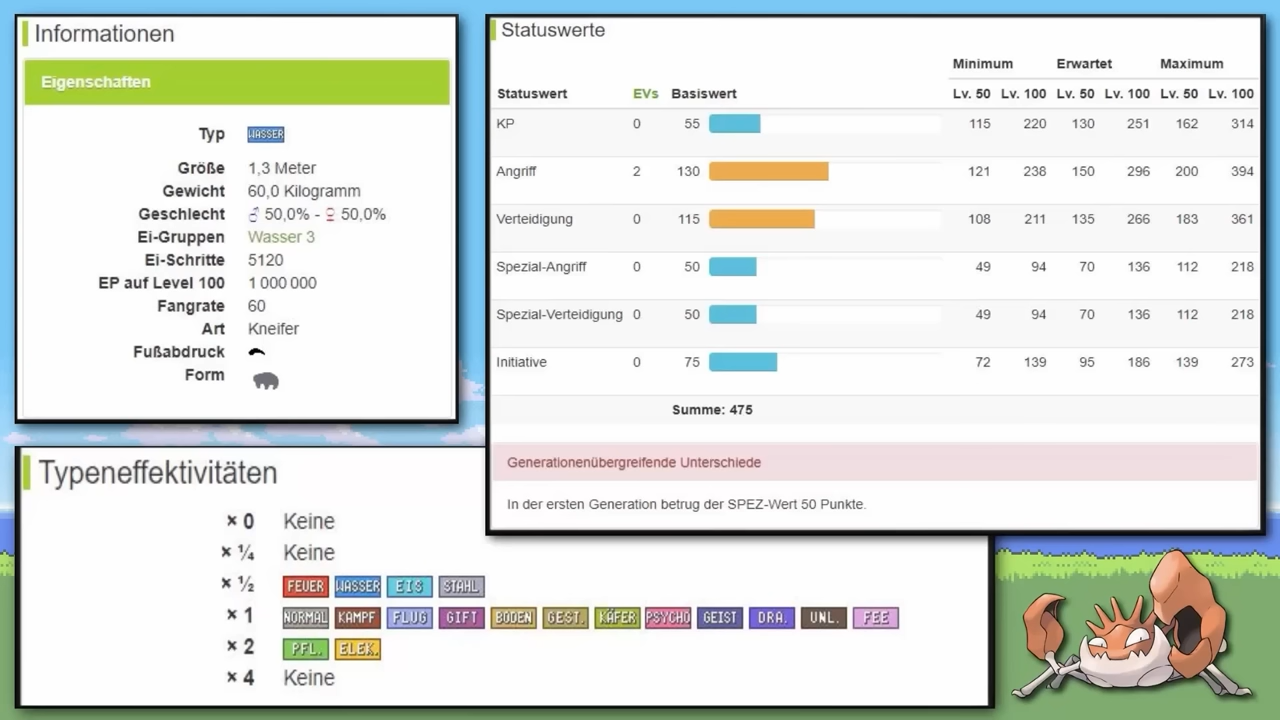 Informationen
Eigenschaften
Typ WASSER
Größe 1,3 Meter
Gewicht 60,0 Kilogramm
Geschlecht ♂ 50,0% - ♀ 50,0%
Ei-Gruppen Wasser 3
Ei-Schritte 5120
EP auf Level 100 1 000 000
Fangrate 60
Art Kneifer
Fußabdruck
Form
Statuswerte
Minimum Erwartet Maximum
Statuswert EVs Basiswert Lv. 50 Lv. 100 Lv. 50 Lv. 100 Lv. 50 Lv. 100
KP 0 55 115 220 130 251 162 314
Angriff 2 130 121 238 150 296 200 394
Verteidigung 0 115 108 211 135 266 183 361
Spezial-Angriff 0 50 49 94 70 136 112 218
Spezial-Verteidigung 0 50 49 94 70 136 112 218
Initiative 0 75 72 139 95 186 139 273
Summe: 475
Generationenübergreifende Unterschiede
In der ersten Generation betrug der SPEZ-Wert 50 Punkte.
Typeneffektivitäten
× 0 Keine
× ¼ Keine
× ½ FEUER WASSER EIS STAHL
× 1 NORMAL KAMPF FLUG GIFT BODEN GEST. KÄFER PSYCHO GEIST DRA. UNL. FEE
× 2 PFL. ELEK.
× 4 Keine